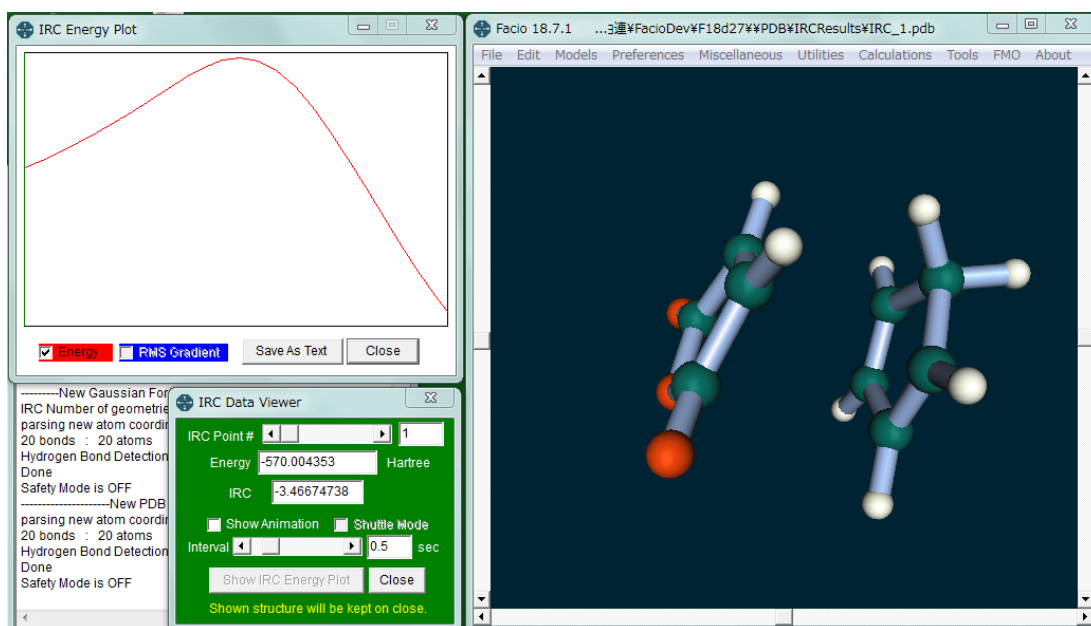 IRC Energy Plot
Energy RMS Gradient Save As Text Close
---------New Gaussian For
IRC Number of geometrie
parsing new atom coordin
20 bonds : 20 atoms
Hydrogen Bond Detection
Done
Safety Mode is OFF
---------------------New PDB
parsing new atom coordin
20 bonds : 20 atoms
Hydrogen Bond Detection
Done
Safety Mode is OFF
IRC Data Viewer
IRC Point # 1
Energy -570.004353 Hartree
IRC -3.46674738
Show Animation Shuttle Mode
Interval 0.5 sec
Show IRC Energy Plot Close
Shown structure will be kept on close.
Facio 18.7.1 ...ﾖ連¥FacioDev¥F18d27¥¥PDB¥IRCResults¥IRC_1.pdb
File Edit Models Preferences Miscellaneous Utilities Calculations Tools FMO About